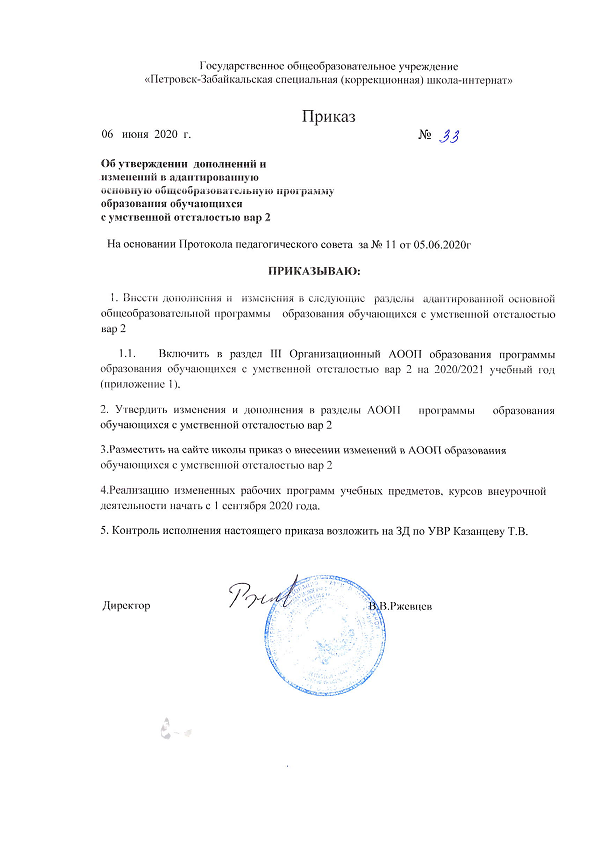 Государственное общеобразовательное учреждение
«Петровск-Забайкальская специальная (коррекционная) школа-интернат»
Приказ
06 июня 2020 г. № 33
Об утверждении дополнений и
изменений в адаптированную
основную общеобразовательную программу
образования обучающихся
с умственной отсталостью вар 2
На основании Протокола педагогического совета за № 11 от 05.06.2020г
ПРИКАЗЫВАЮ:
1. Внести дополнения и изменения в следующие разделы адаптированной основной
общеобразовательной программы образования обучающихся с умственной отсталостью
вар 2
1.1. Включить в раздел III Организационный АООП образования программы
образования обучающихся с умственной отсталостью вар 2 на 2020/2021 учебный год
(приложение 1).
2. Утвердить изменения и дополнения в разделы АООП программы образования
обучающихся с умственной отсталостью вар 2
3.Разместить на сайте школы приказ о внесении изменений в АООП образования
обучающихся с умственной отсталостью вар 2
4.Реализацию измененных рабочих программ учебных предметов, курсов внеурочной
деятельности начать с 1 сентября 2020 года.
5. Контроль исполнения настоящего приказа возложить на ЗД по УВР Казанцеву Т.В.
Директор В.В.Ржевцев